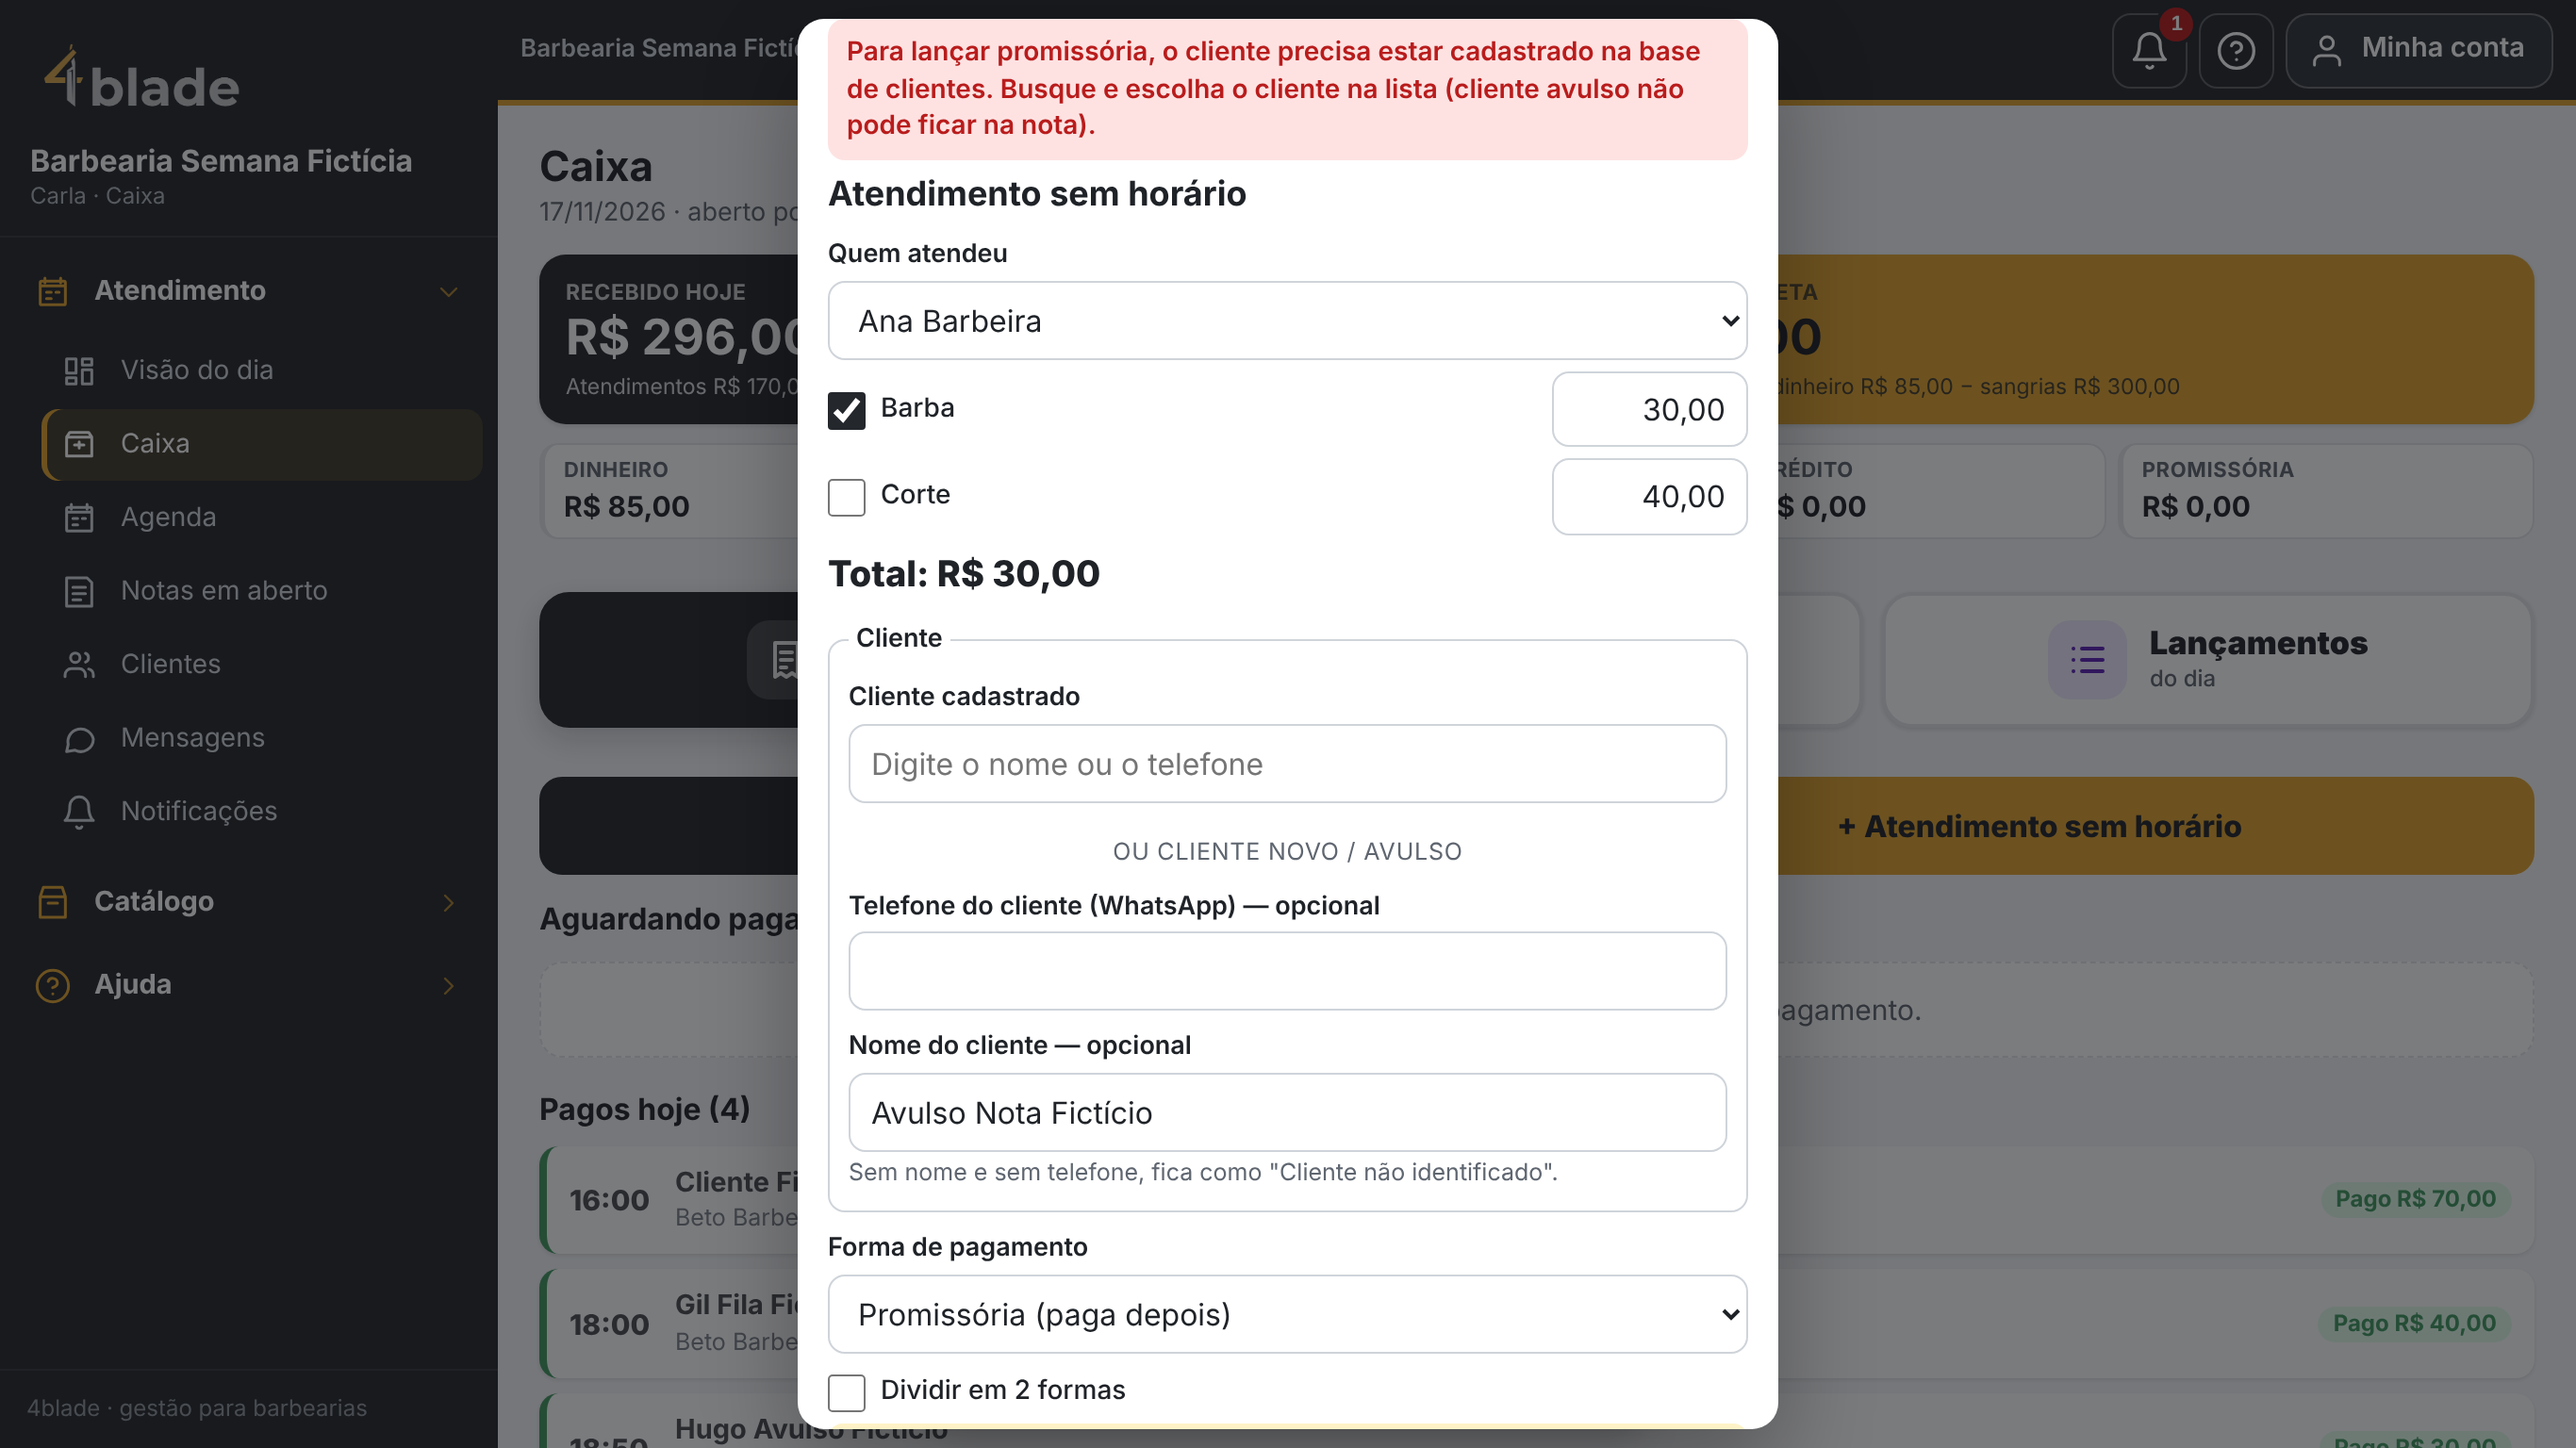 4blade
Barbearia Semana Fictícia
Carla · Caixa
Atendimento
Visão do dia
Caixa
Agenda
Notas em aberto
Clientes
Mensagens
Notificações
Catálogo
Ajuda
4blade · gestão para barbearias
Barbearia Semana
1
Minha conta
Caixa
17/11/2026 · aberto
RECEBIDO HOJE
R$ 296,00
Atendimentos R$
dinheiro R$ 85,00 − sangrias R$ 300,00
DINHEIRO
R$ 85,00
R$ 0,00
PROMISSÓRIA
R$ 0,00
Lançamentos
do dia
+ Atendimento sem horário
Aguardando
pagamento.
Pagos hoje (4)
16:00
Cliente
Beto
Pago R$ 70,00
18:00
Gil Fila
Beto
Pago R$ 40,00
Hugo Avulso Fictício
Para lançar promissória, o cliente precisa estar cadastrado na base
de clientes. Busque e escolha o cliente na lista (cliente avulso não
pode ficar na nota).
Atendimento sem horário
Quem atendeu
Ana Barbeira
Barba
30,00
Corte
40,00
Total: R$ 30,00
Cliente
Cliente cadastrado
Digite o nome ou o telefone
OU CLIENTE NOVO / AVULSO
Telefone do cliente (WhatsApp) — opcional
Nome do cliente — opcional
Avulso Nota Fictício
Sem nome e sem telefone, fica como "Cliente não identificado".
Forma de pagamento
Promissória (paga depois)
Dividir em 2 formas